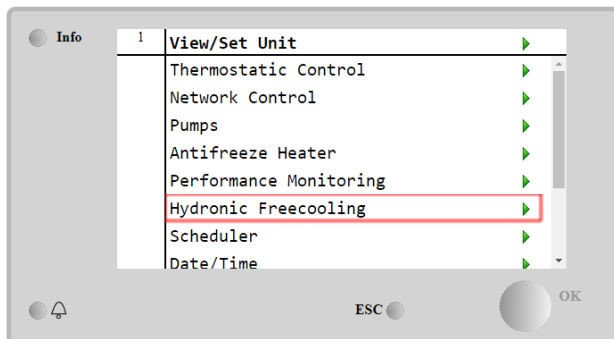 Info
1 View/Set Unit
Thermostatic Control
Network Control
Pumps
Antifreeze Heater
Performance Monitoring
Hydronic Freecooling
Scheduler
Date/Time
ESC
OK